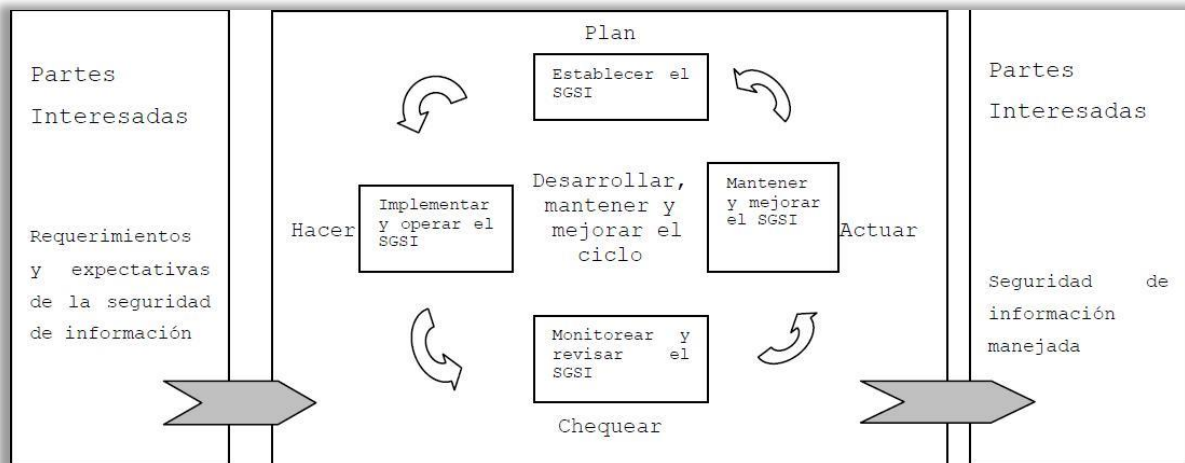 Partes
Interesadas
Requerimientos
y expectativas
de la seguridad
de información
Plan
Establecer el
SGSI
Hacer
Implementar
y operar el
SGSI
Desarrollar,
mantener y
mejorar el
ciclo
Mantener
y mejorar
el SGSI
Actuar
Monitorear y
revisar el
SGSI
Chequear
Partes
Interesadas
Seguridad de
información
manejada